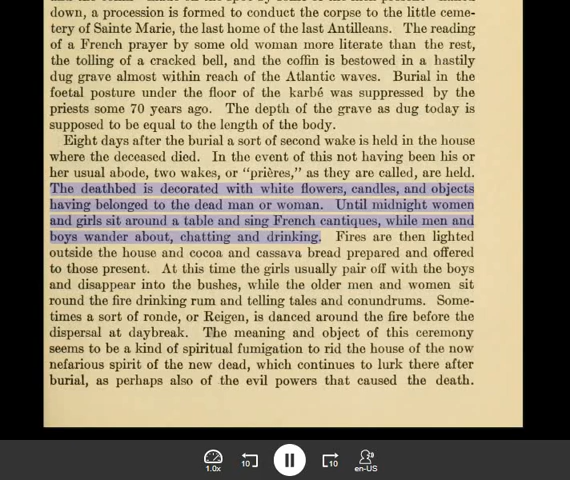 down, a procession is formed to conduct the corpse to the little ceme-
tery of Sainte Marie, the last home of the last Antilleans. The reading
of a French prayer by some old woman more literate than the rest,
the tolling of a cracked bell, and the coffin is bestowed in a hastily
dug grave almost within reach of the Atlantic waves. Burial in the
foetal posture under the floor of the karbé was suppressed by the
priests some 70 years ago. The depth of the grave as dug today is
supposed to be equal to the length of the body.
Eight days after the burial a sort of second wake is held in the house
where the deceased died. In the event of this not having been his or
her usual abode, two wakes, or “prières,” as they are called, are held.
The deathbed is decorated with white flowers, candles, and objects
having belonged to the dead man or woman. Until midnight women
and girls sit around a table and sing French cantiques, while men and
boys wander about, chatting and drinking. Fires are then lighted
outside the house and cocoa and cassava bread prepared and offered
to those present. At this time the girls usually pair off with the boys
and disappear into the bushes, while the older men and women sit
round the fire drinking rum and telling tales and conundrums. Some-
times a sort of ronde, or Reigen, is danced around the fire before the
dispersal at daybreak. The meaning and object of this ceremony
seems to be a kind of spiritual fumigation to rid the house of the now
nefarious spirit of the new dead, which continues to lurk there after
burial, as perhaps also of the evil powers that caused the death.
1.0x 10 10 en-US